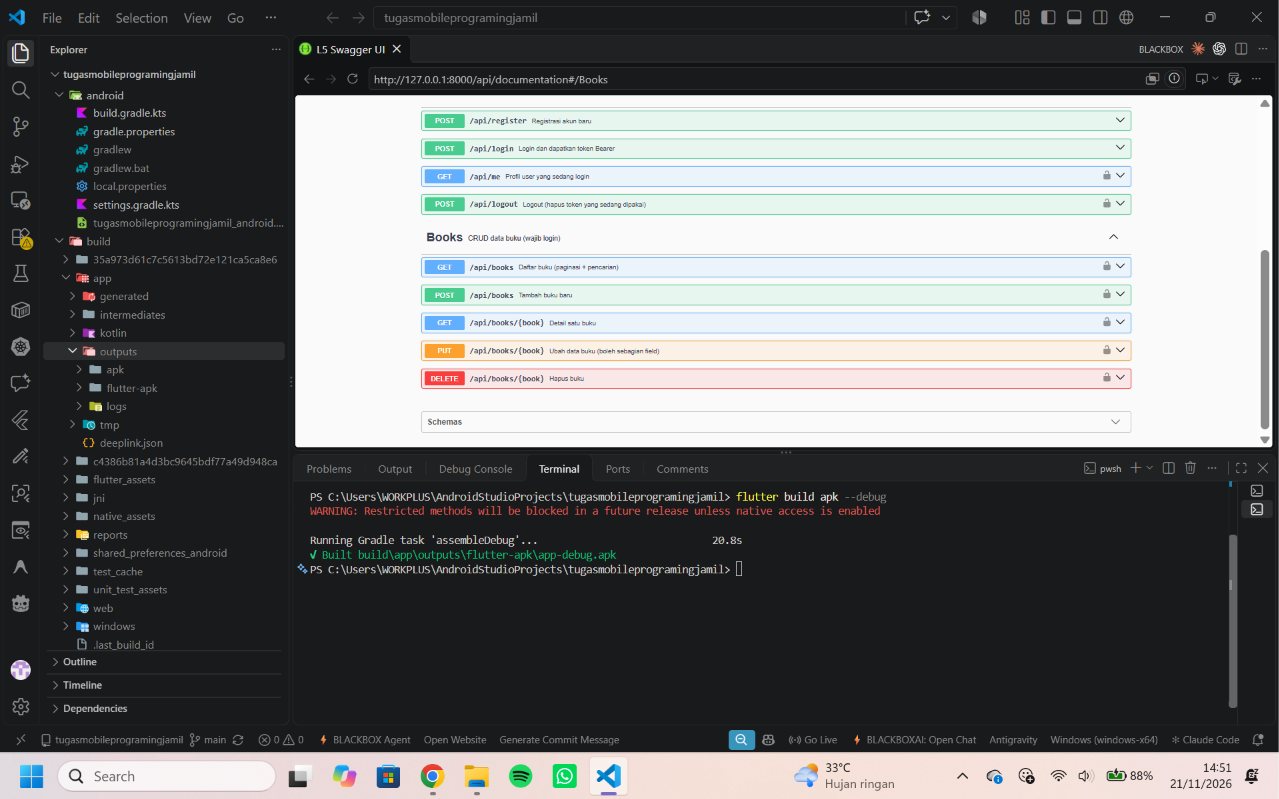 File Edit Selection View Go ··· tugasmobileprogramingjamil
Explorer ···
tugasmobileprogramingjamil
android
build.gradle.kts
gradle.properties
gradlew
gradlew.bat
local.properties
settings.gradle.kts
tugasmobileprogramingjamil_android....
build
35a973d61c7c5613bd72e121ca5ca8e6
app
generated
intermediates
kotlin
outputs
apk
flutter-apk
logs
tmp
deeplink.json
c4386b81a4d3bc9645bdf77a49d948ca
flutter_assets
jni
native_assets
reports
shared_preferences_android
test_cache
unit_test_assets
web
windows
.last_build_id
Outline
Timeline
Dependencies
L5 Swagger UI BLACKBOX
http://127.0.0.1:8000/api/documentation#/Books
POST /api/register Registrasi akun baru
POST /api/login Login dan dapatkan token Bearer
GET /api/me Profil user yang sedang login
POST /api/logout Logout (hapus token yang sedang dipakai)
Books CRUD data buku (wajib login)
GET /api/books Daftar buku (paginasi + pencarian)
POST /api/books Tambah buku baru
GET /api/books/{book} Detail satu buku
PUT /api/books/{book} Ubah data buku (boleh sebagian field)
DELETE /api/books/{book} Hapus buku
Schemas
Problems Output Debug Console Terminal Ports Comments pwsh
PS C:\Users\WORKPLUS\AndroidStudioProjects\tugasmobileprogramingjamil> flutter build apk --debug
WARNING: Restricted methods will be blocked in a future release unless native access is enabled
Running Gradle task 'assembleDebug'... 20.8s
√ Built build\app\outputs\flutter-apk\app-debug.apk
PS C:\Users\WORKPLUS\AndroidStudioProjects\tugasmobileprogramingjamil>
tugasmobileprogramingjamil main 0 0 BLACKBOX Agent Open Website Generate Commit Message Go Live BLACKBOXAI: Open Chat Antigravity Windows (windows-x64) Claude Code
Search 33°C Hujan ringan 88% 14:51 21/11/2026